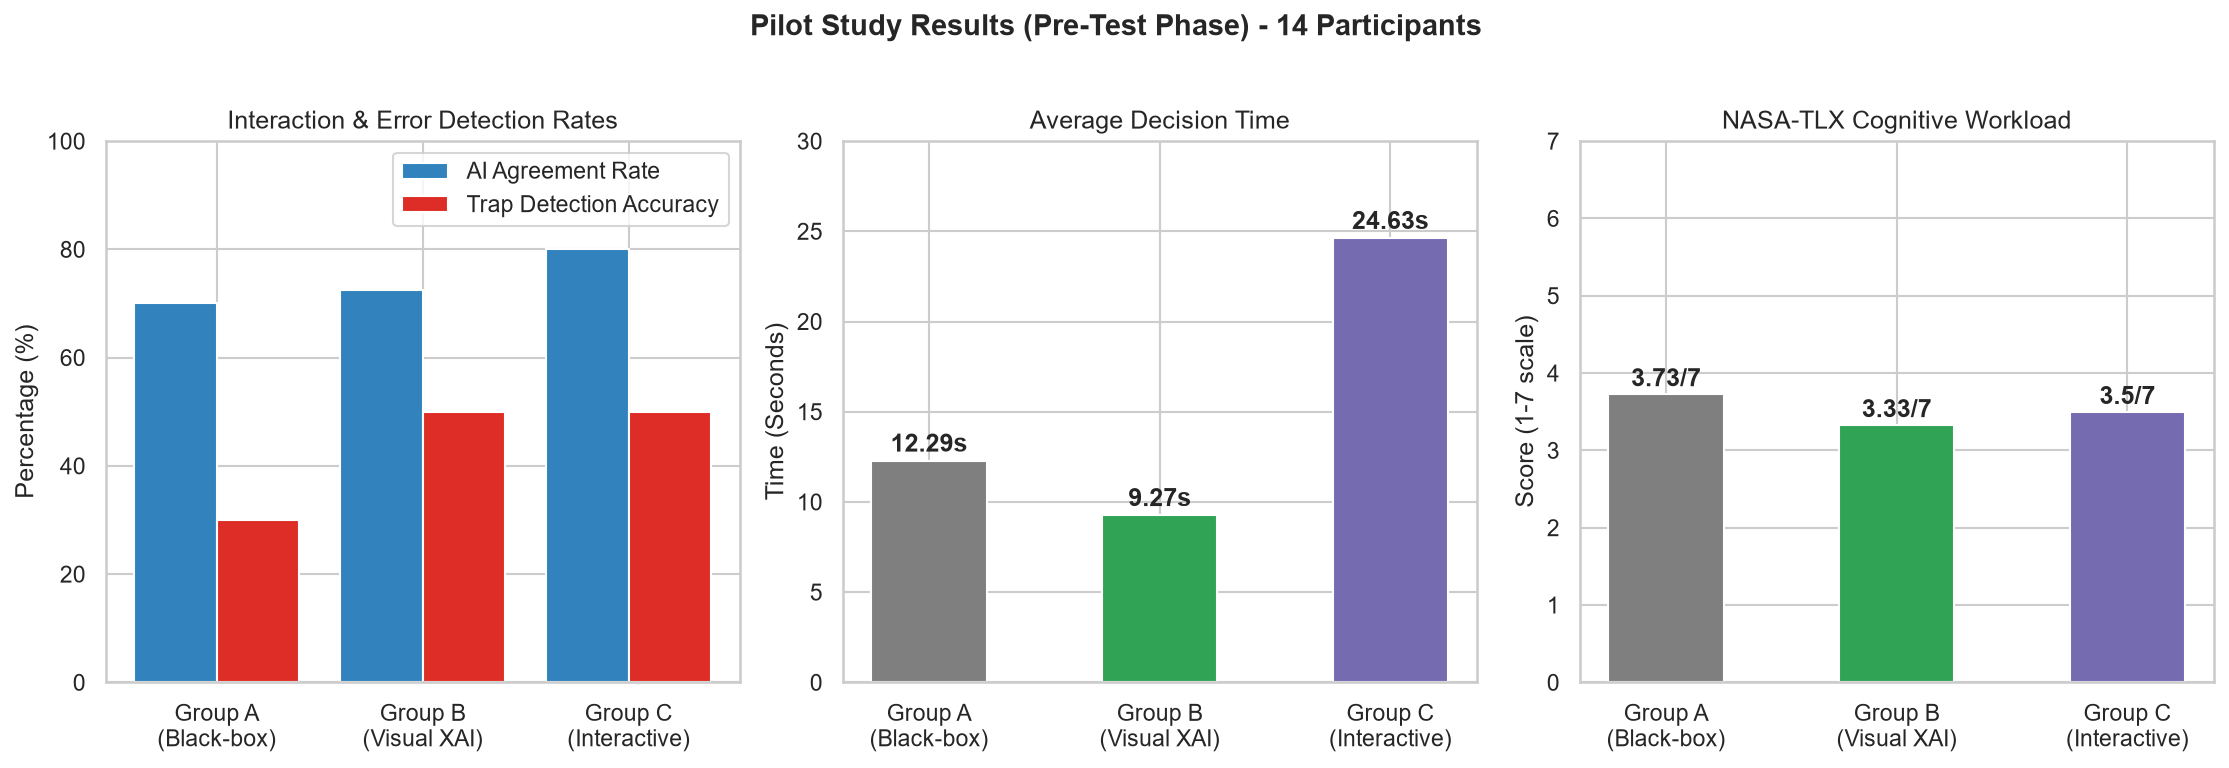 Pilot Study Results (Pre-Test Phase) - 14 Participants
Interaction & Error Detection Rates
Percentage (%)
100
80
60
40
20
0
AI Agreement Rate
Trap Detection Accuracy
Group A
(Black-box)
Group B
(Visual XAI)
Group C
(Interactive)
Average Decision Time
Time (Seconds)
30
25
20
15
10
5
0
12.29s
9.27s
24.63s
Group A
(Black-box)
Group B
(Visual XAI)
Group C
(Interactive)
NASA-TLX Cognitive Workload
Score (1-7 scale)
7
6
5
4
3
2
1
0
3.73/7
3.33/7
3.5/7
Group A
(Black-box)
Group B
(Visual XAI)
Group C
(Interactive)